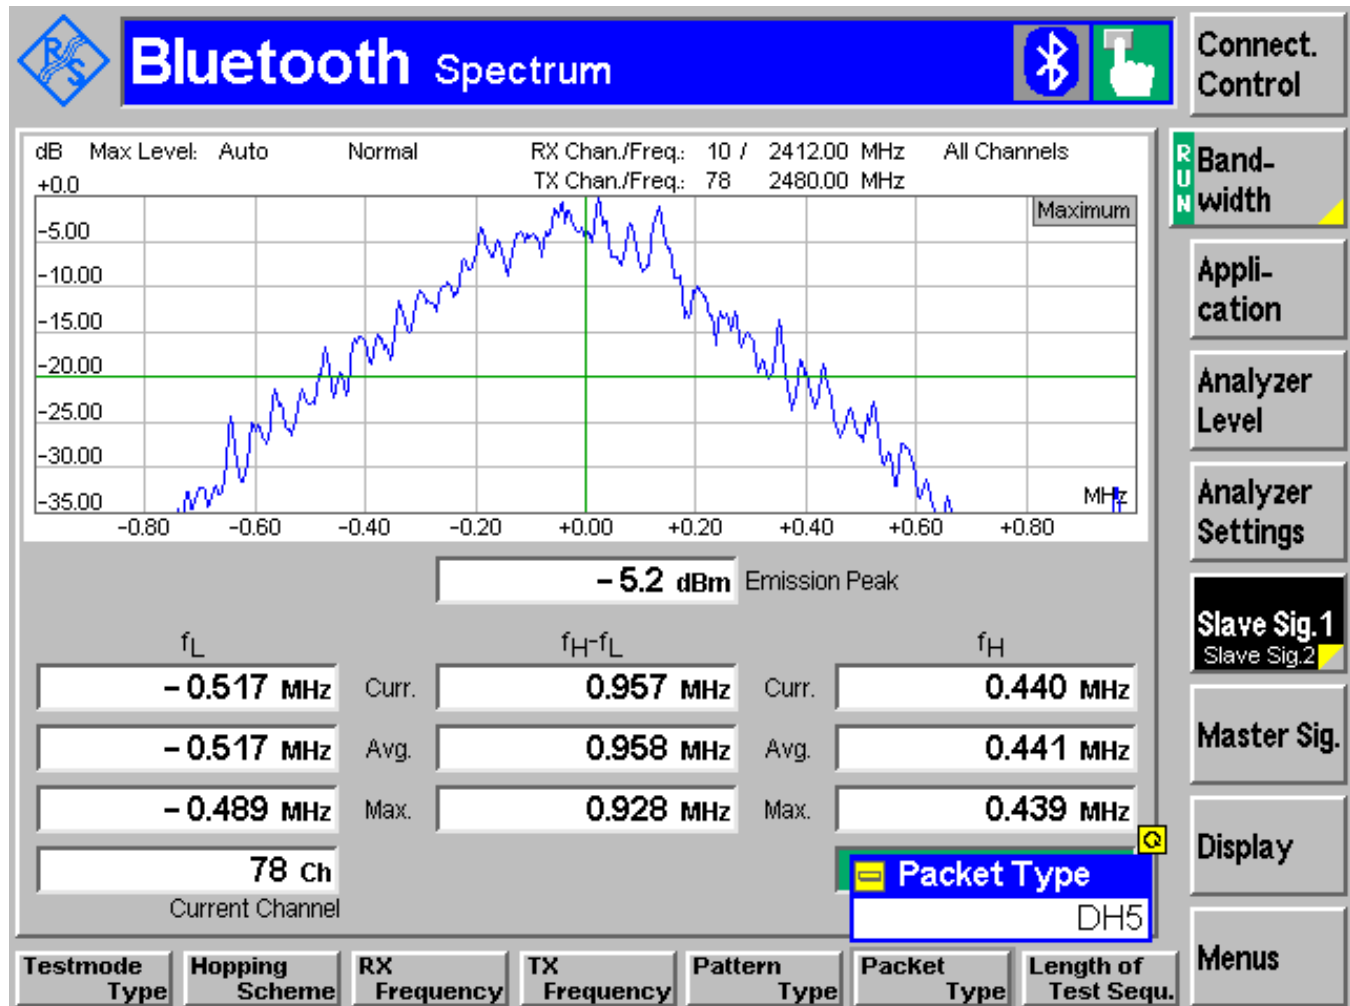 R&S
Bluetooth Spectrum
Connect.
Control
dB Max Level: Auto Normal RX Chan./Freq.: 10 / 2412.00 MHz All Channels
+0.0 TX Chan./Freq.: 78 2480.00 MHz
Maximum
-5.00
-10.00
-15.00
-20.00
-25.00
-30.00
-35.00
MHz
-0.80 -0.60 -0.40 -0.20 +0.00 +0.20 +0.40 +0.60 +0.80
-5.2 dBm Emission Peak
fL fH-fL fH
-0.517 MHz Curr. 0.957 MHz Curr. 0.440 MHz
-0.517 MHz Avg. 0.958 MHz Avg. 0.441 MHz
-0.489 MHz Max. 0.928 MHz Max. 0.439 MHz
78 Ch
Current Channel
Packet Type
DH5
RUN
Band-
width
Appli-
cation
Analyzer
Level
Analyzer
Settings
Slave Sig.1
Slave Sig.2
Master Sig.
Display
Menus
Testmode
Type
Hopping
Scheme
RX
Frequency
TX
Frequency
Pattern
Type
Packet
Type
Length of
Test Sequ.